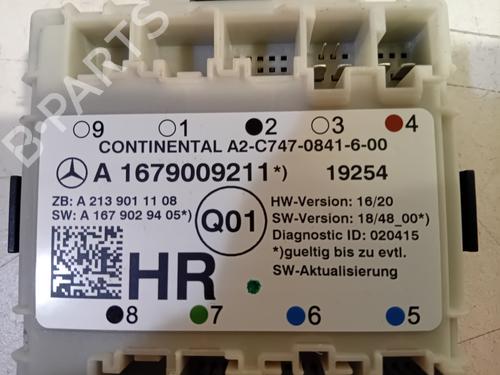 B-PARTS
9 1 2 3 4
CONTINENTAL A2-C747-0841-6-00
A 1679009211*) 19254
ZB: A 213 901 11 08
SW: A 167 902 94 05*)
Q01
HW-Version: 16/20
SW-Version: 18/48_00*)
Diagnostic ID: 020415
*)gueltig bis zu evtl.
SW-Aktualisierung
HR
8 7 6 5